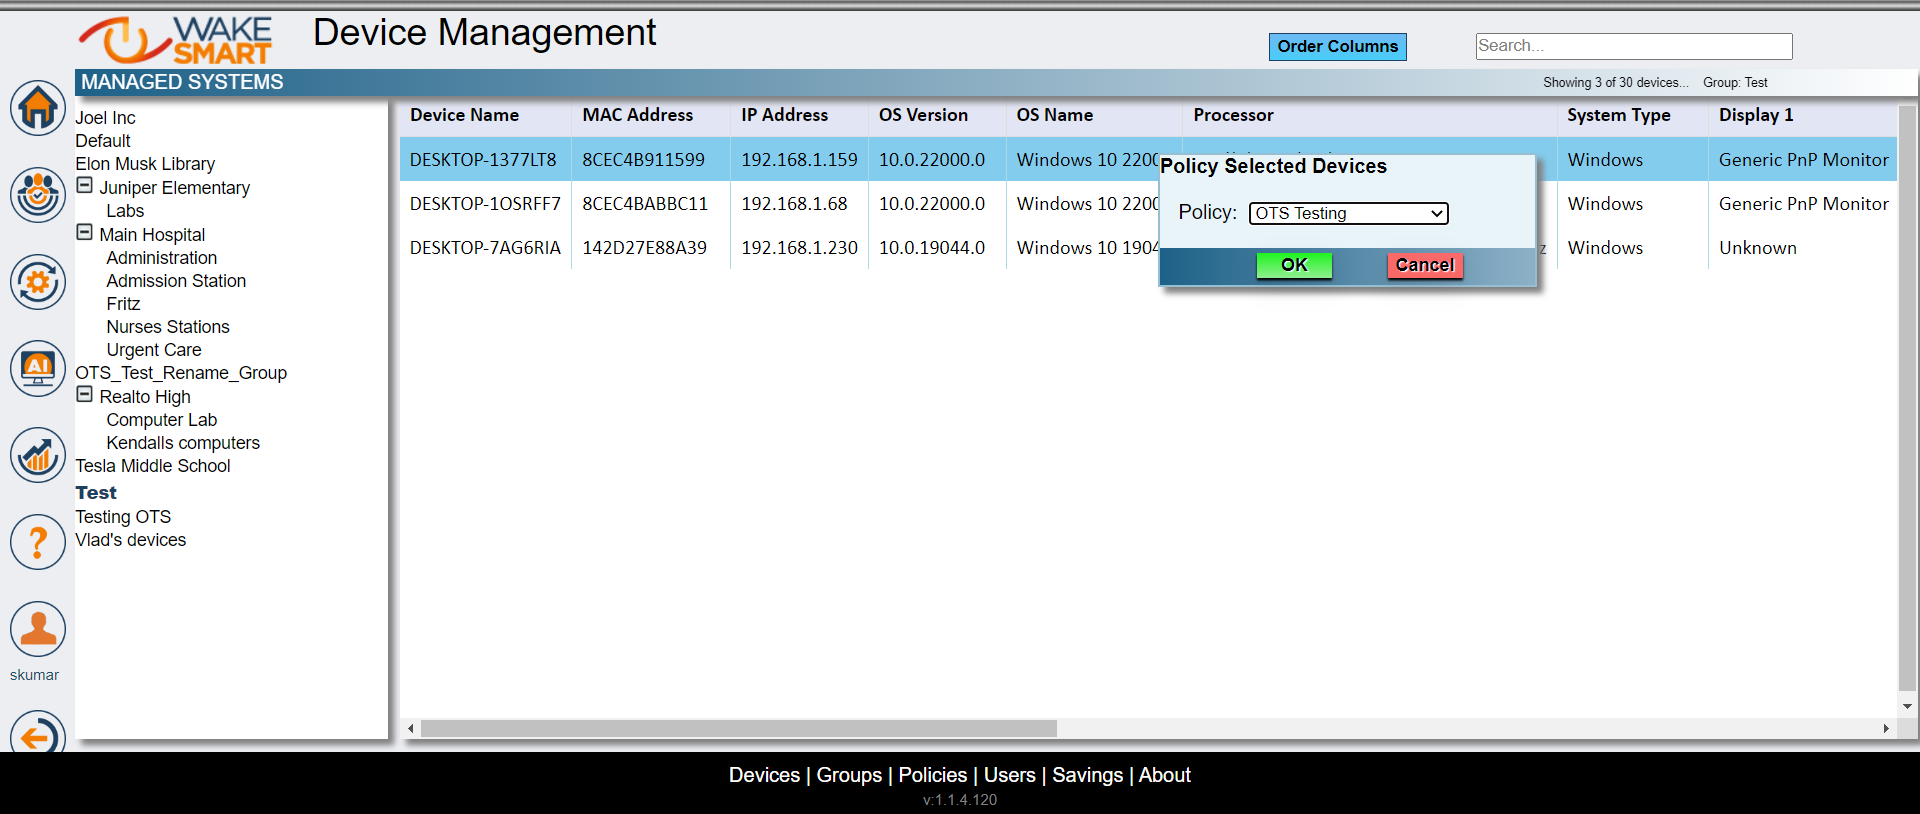 WAKE
SMART
Device Management
Order Columns
Search...
MANAGED SYSTEMS
Showing 3 of 30 devices... Group: Test
Joel Inc
Default
Elon Musk Library
Juniper Elementary
Labs
Main Hospital
Administration
Admission Station
Fritz
Nurses Stations
Urgent Care
OTS_Test_Rename_Group
Realto High
Computer Lab
Kendalls computers
Tesla Middle School
Test
Testing OTS
Vlad's devices
Device Name MAC Address IP Address OS Version OS Name Processor System Type Display 1
DESKTOP-1377LT8 8CEC4B911599 192.168.1.159 10.0.22000.0 Windows 10 2200 Windows Generic PnP Monitor
DESKTOP-1OSRFF7 8CEC4BABBC11 192.168.1.68 10.0.22000.0 Windows 10 2200 Windows Generic PnP Monitor
DESKTOP-7AG6RIA 142D27E88A39 192.168.1.230 10.0.19044.0 Windows 10 1904 z Windows Unknown
Policy Selected Devices
Policy: OTS Testing
OK Cancel
AI
?
skumar
Devices | Groups | Policies | Users | Savings | About
v:1.1.4.120